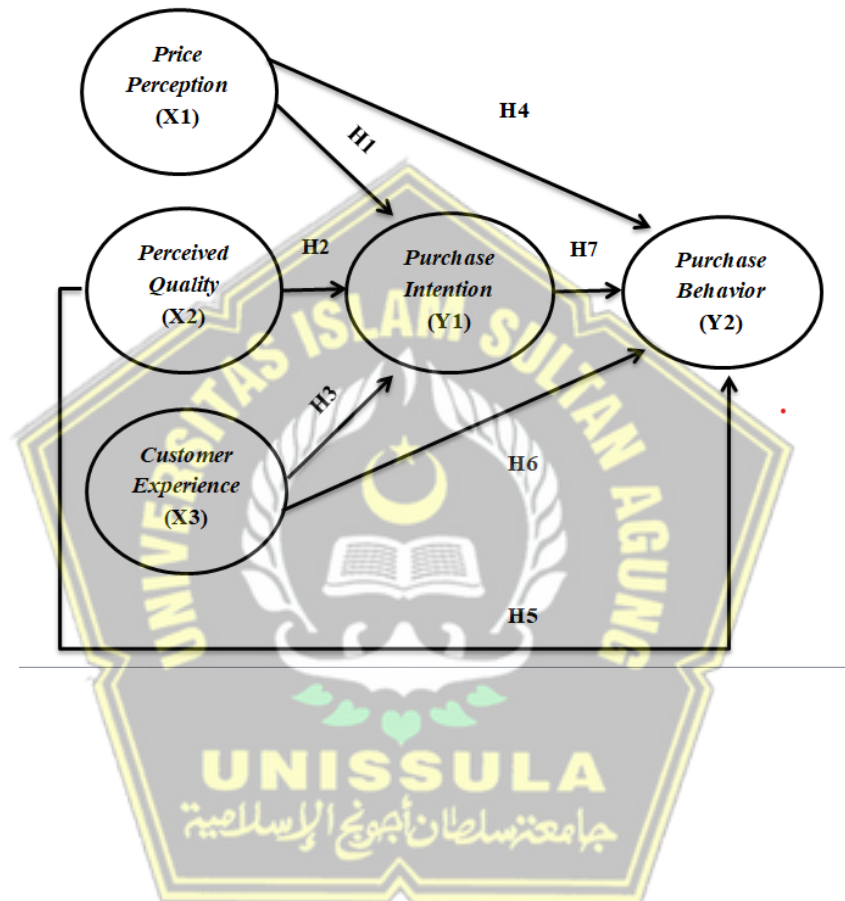 Price
Perception
(X1)
H4
H1
Perceived
Quality
(X2)
H2
Purchase
Intention
(Y1)
H7
Purchase
Behavior
(Y2)
H3
Customer
Experience
(X3)
H6
H5
UNIVERSITAS ISLAM SULTAN AGUNG
UNISSULA
جامعة سلطان أجونج الإسلامية